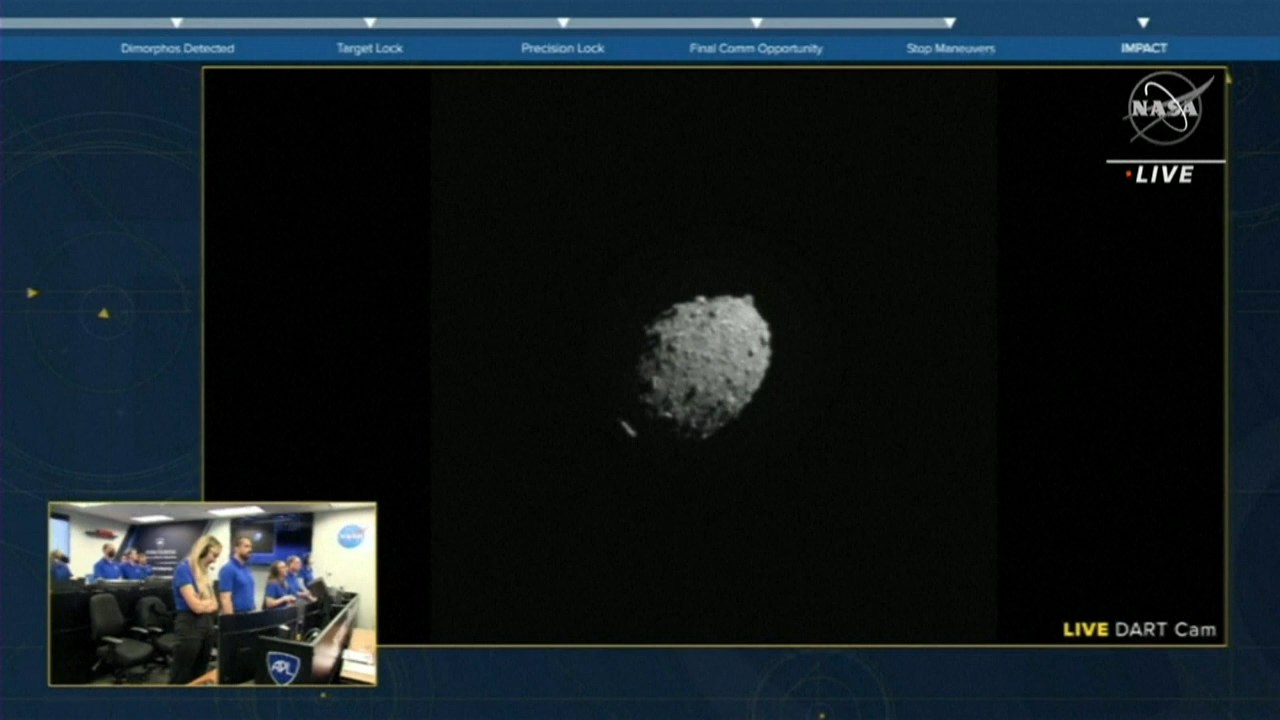 Dimorphos Detected
Target Lock
Precision Lock
Final Comm Opportunity
Stop Maneuvers
IMPACT
NASA
LIVE
LIVE DART Cam
APL